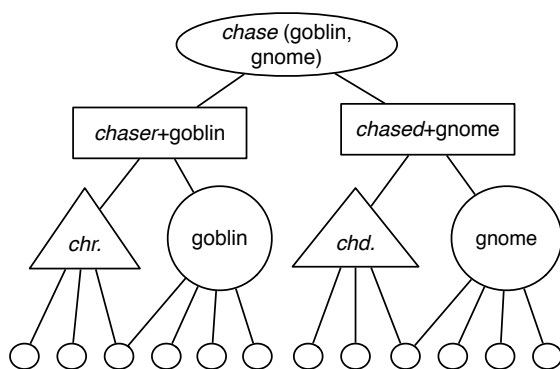 chase (goblin,
gnome)
chaser+goblin
chased+gnome
chr.
goblin
chd.
gnome